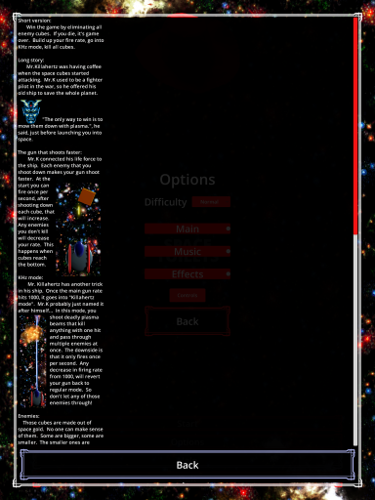 Short version:
Win the game by eliminating all
enemy cubes. If you die, it's game
over. Build up your fire rate, go into
KHz mode, kill all cubes.
Long story:
Mr.Killahertz was having coffee
when the space cubes started
attacking. Mr.K used to be a fighter
pilot in the war, so he offered his
old ship to save the whole planet.
"The only way to win is to
mow them down with plasma.", he
said, just before launching you into
space.
The gun that shoots faster:
Mr.K connected his life force to
the ship. Each enemy that you
shoot down makes your gun shoot
faster. At the
start you can
fire once per
second, after
shooting down
each cube, that
will increase.
Any enemies
you don't kill
will decrease
your rate. This
happens when
cubes reach
the bottom.
KHz mode:
Mr. Killahertz has another trick
in his ship. Once the main gun rate
hits 1000, it goes into "Killahertz
mode". Mr.K probably just named it
after himself... In this mode, you
shoot deadly plasma
beams that kill
anything with one hit
and pass through
multiple enemies at
once. The downside is
that it only fires once
per second. Any
decrease in firing rate
from 1000, will revert
your gun back to
regular mode. So
don't let any of those
enemies through!
Enemies:
These cubes are made out of
space gold. No one can make sense
of them. Some are bigger, some are
smaller. The smaller ones are
Options
Difficulty
Main
Music
Effects
Back
Back